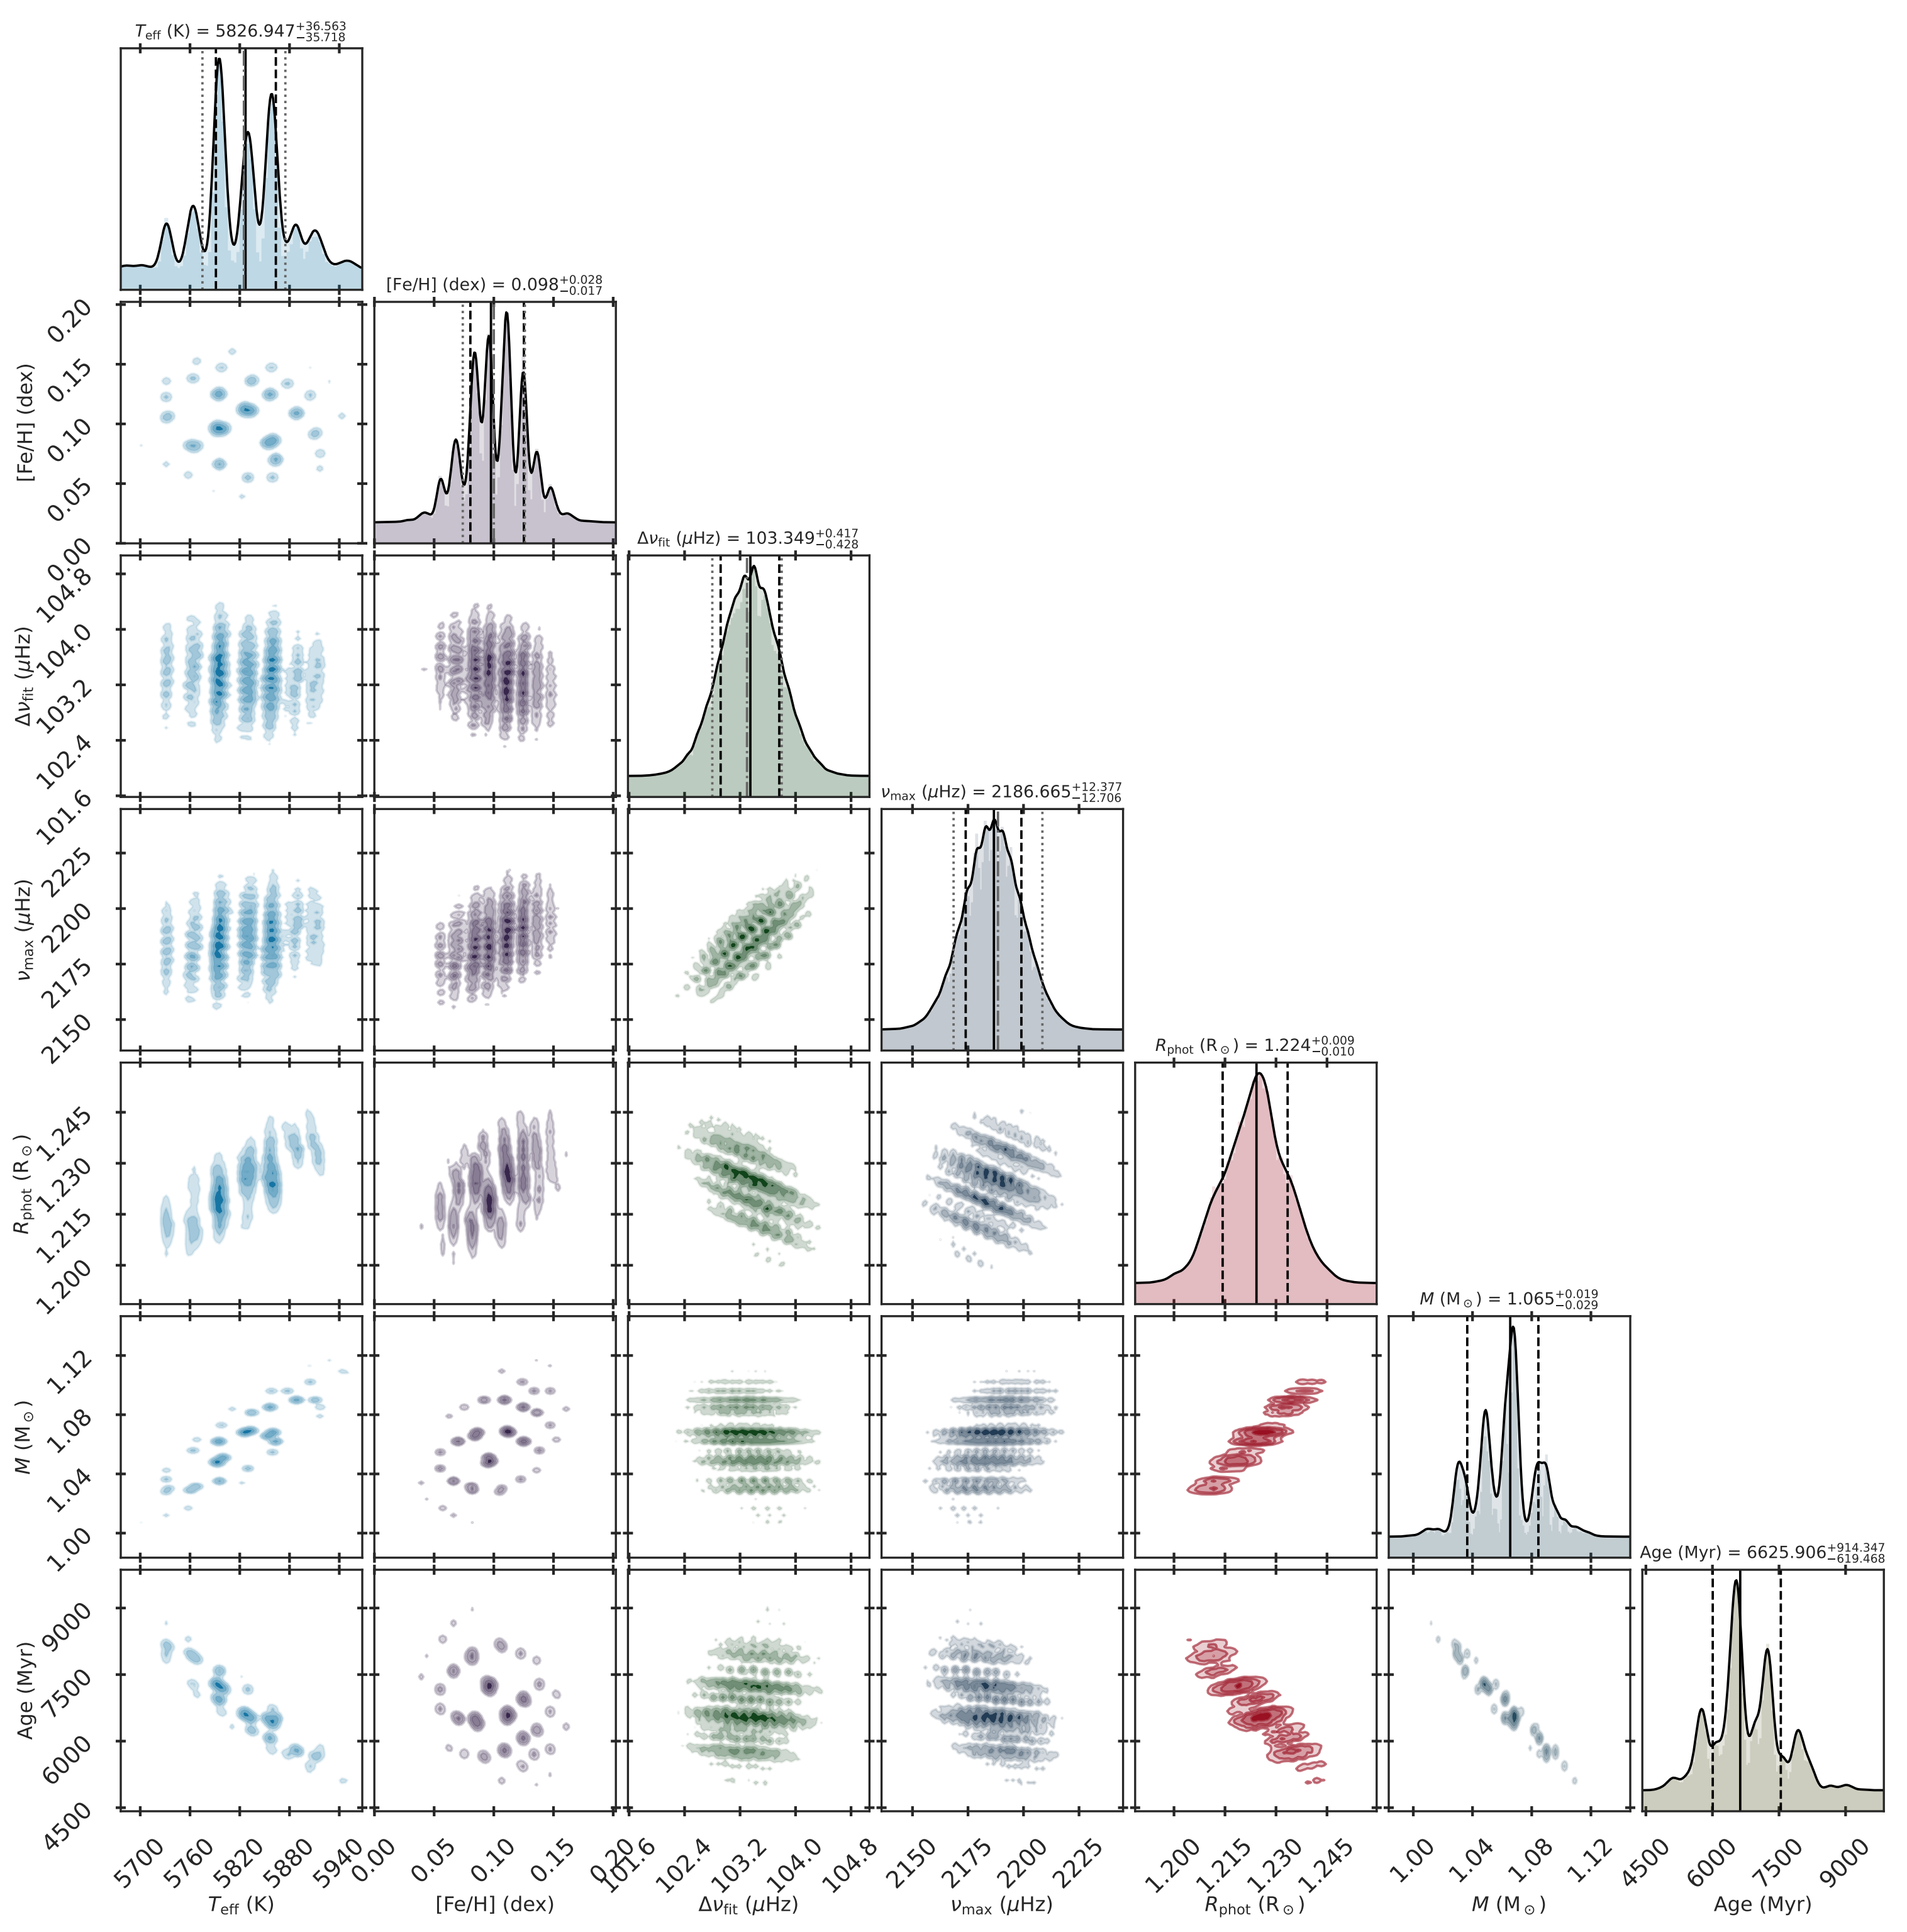 T_eff (K) = 5826.947 +36.563 −35.718
[Fe/H] (dex) = 0.098 +0.028 −0.017
0.20
0.15
0.10
0.05
0.00
[Fe/H] (dex)
Δν_fit (μHz) = 103.349 +0.417 −0.428
104.8
104.0
103.2
102.4
101.6
Δν_fit (μHz)
ν_max (μHz) = 2186.665 +12.377 −12.706
2225
2200
2175
2150
ν_max (μHz)
R_phot (R⊙) = 1.224 +0.009 −0.010
1.245
1.230
1.215
1.200
R_phot (R⊙)
M (M⊙) = 1.065 +0.019 −0.029
1.12
1.08
1.04
1.00
M (M⊙)
Age (Myr) = 6625.906 +914.347 −619.468
9000
7500
6000
4500
Age (Myr)
5700 5760 5820 5880 5940
0.00 0.05 0.10 0.15 0.20
101.6 102.4 103.2 104.0 104.8
2150 2175 2200 2225
1.200 1.215 1.230 1.245
1.00 1.04 1.08 1.12
4500 6000 7500 9000
T_eff (K)
[Fe/H] (dex)
Δν_fit (μHz)
ν_max (μHz)
R_phot (R⊙)
M (M⊙)
Age (Myr)